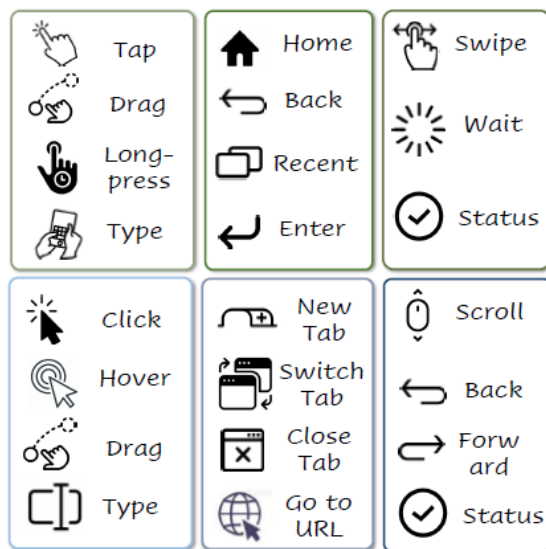 Tap
Drag
Long-
press
Type
Home
Back
Recent
Enter
Swipe
Wait
Status
Click
Hover
Drag
Type
New
Tab
Switch
Tab
Close
Tab
Go to
URL
Scroll
Back
Forw
ard
Status